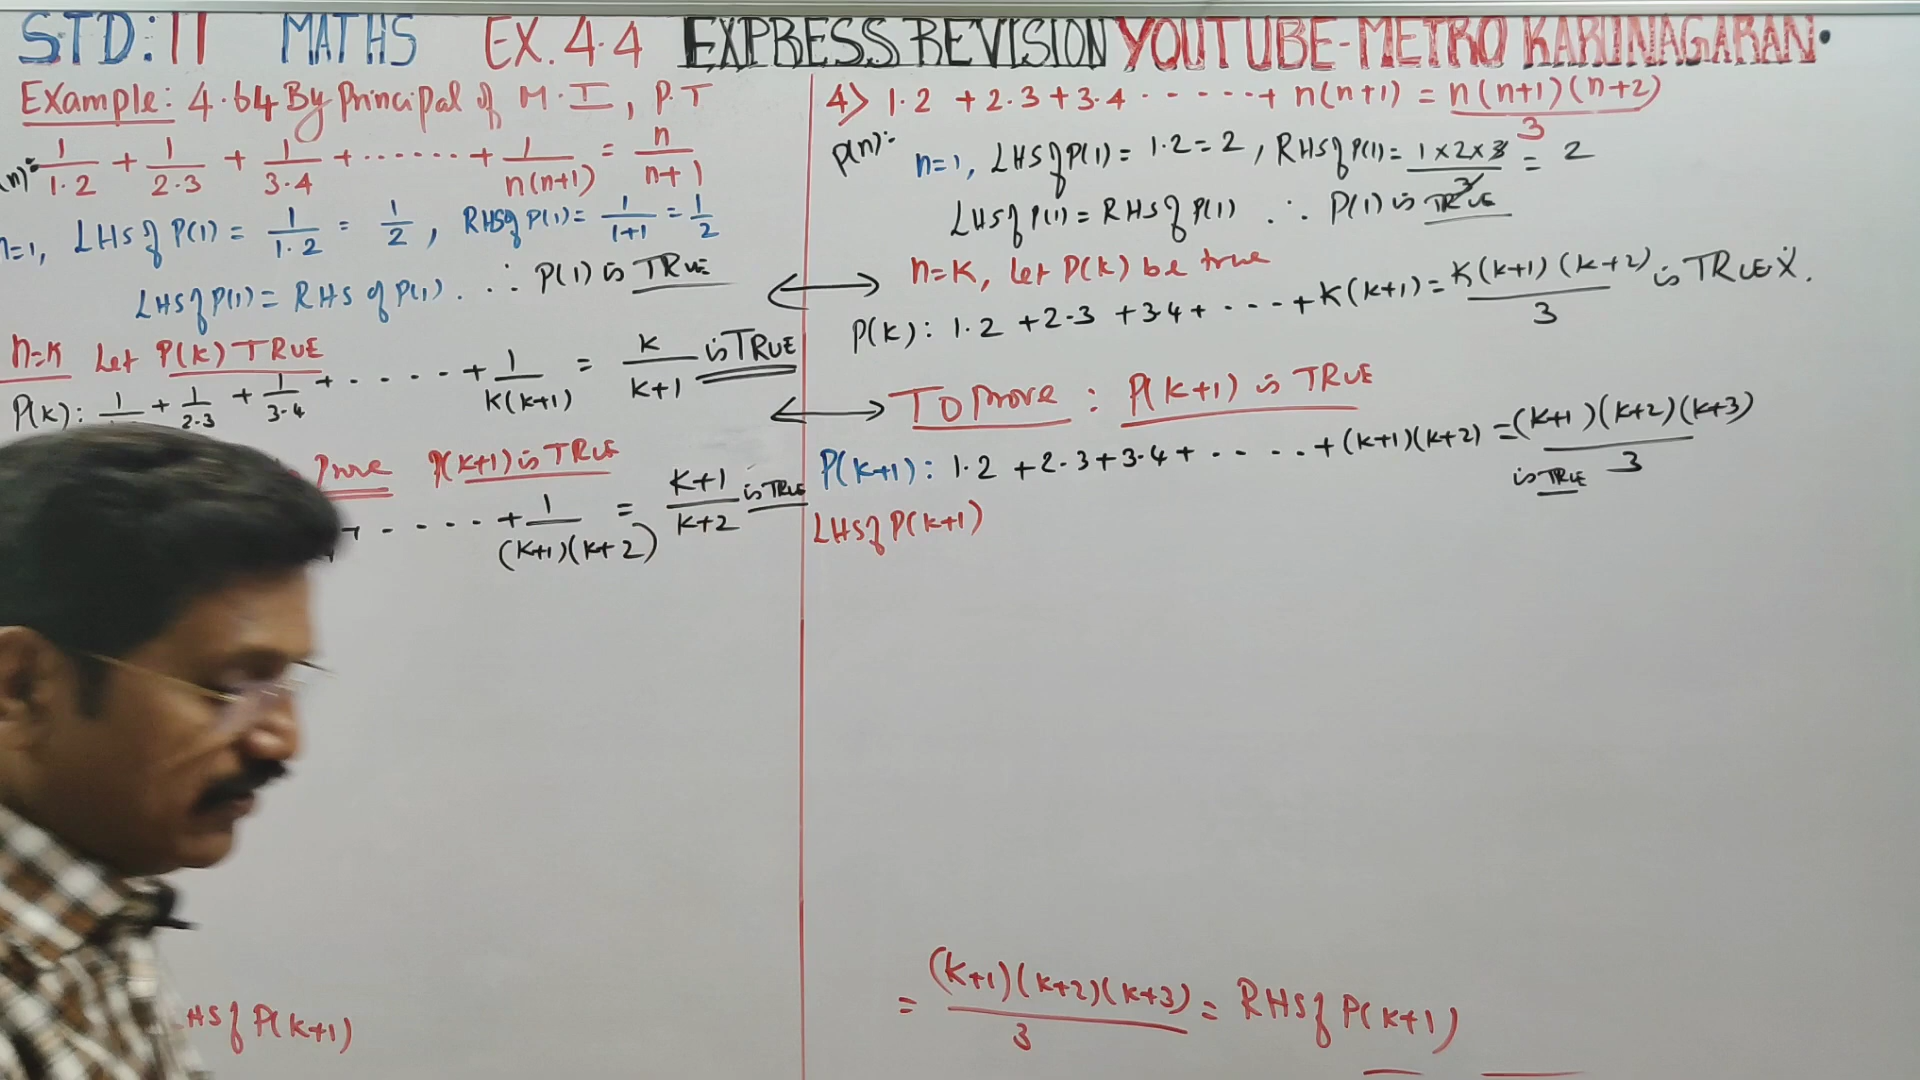 STD: 11 MATHS EX. 4.4 EXPRESS REVISION YOUTUBE-METRO KARUNAGARAN.
Example: 4.64 By Principal of M.I, P.T
(n): 1/1.2 + 1/2.3 + 1/3.4 + ...... + 1/n(n+1) = n/n+1
n=1, LHS of P(1) = 1/1.2 = 1/2, RHS of P(1) = 1/1+1 = 1/2
LHS of P(1) = RHS of P(1). ∴ P(1) is TRUE
n=K Let P(K) TRUE
P(K): 1/ + 1/2.3 + 1/3.4 + ..... + 1/K(K+1) = K/K+1 is TRUE
Prove P(K+1) is TRUE
+ .... + 1/(K+1)(K+2) = K+1/K+2 is TRUE
HS of P(K+1)
4) 1.2 + 2.3 + 3.4 ...... + n(n+1) = n(n+1)(n+2)/3
P(n):
n=1, LHS of P(1) = 1.2 = 2, RHS of P(1) = 1×2×3/3 = 2
LHS of P(1) = RHS of P(1) ∴ P(1) is TRUE
n=K, Let P(K) be true
P(K): 1.2 + 2.3 + 3.4 + .... + K(K+1) = K(K+1)(K+2)/3 is TRUE
To Prove: P(K+1) is TRUE
P(K+1): 1.2 + 2.3 + 3.4 + ..... + (K+1)(K+2) = (K+1)(K+2)(K+3)/3
is TRUE
LHS of P(K+1)
= (K+1)(K+2)(K+3)/3 = RHS of P(K+1)